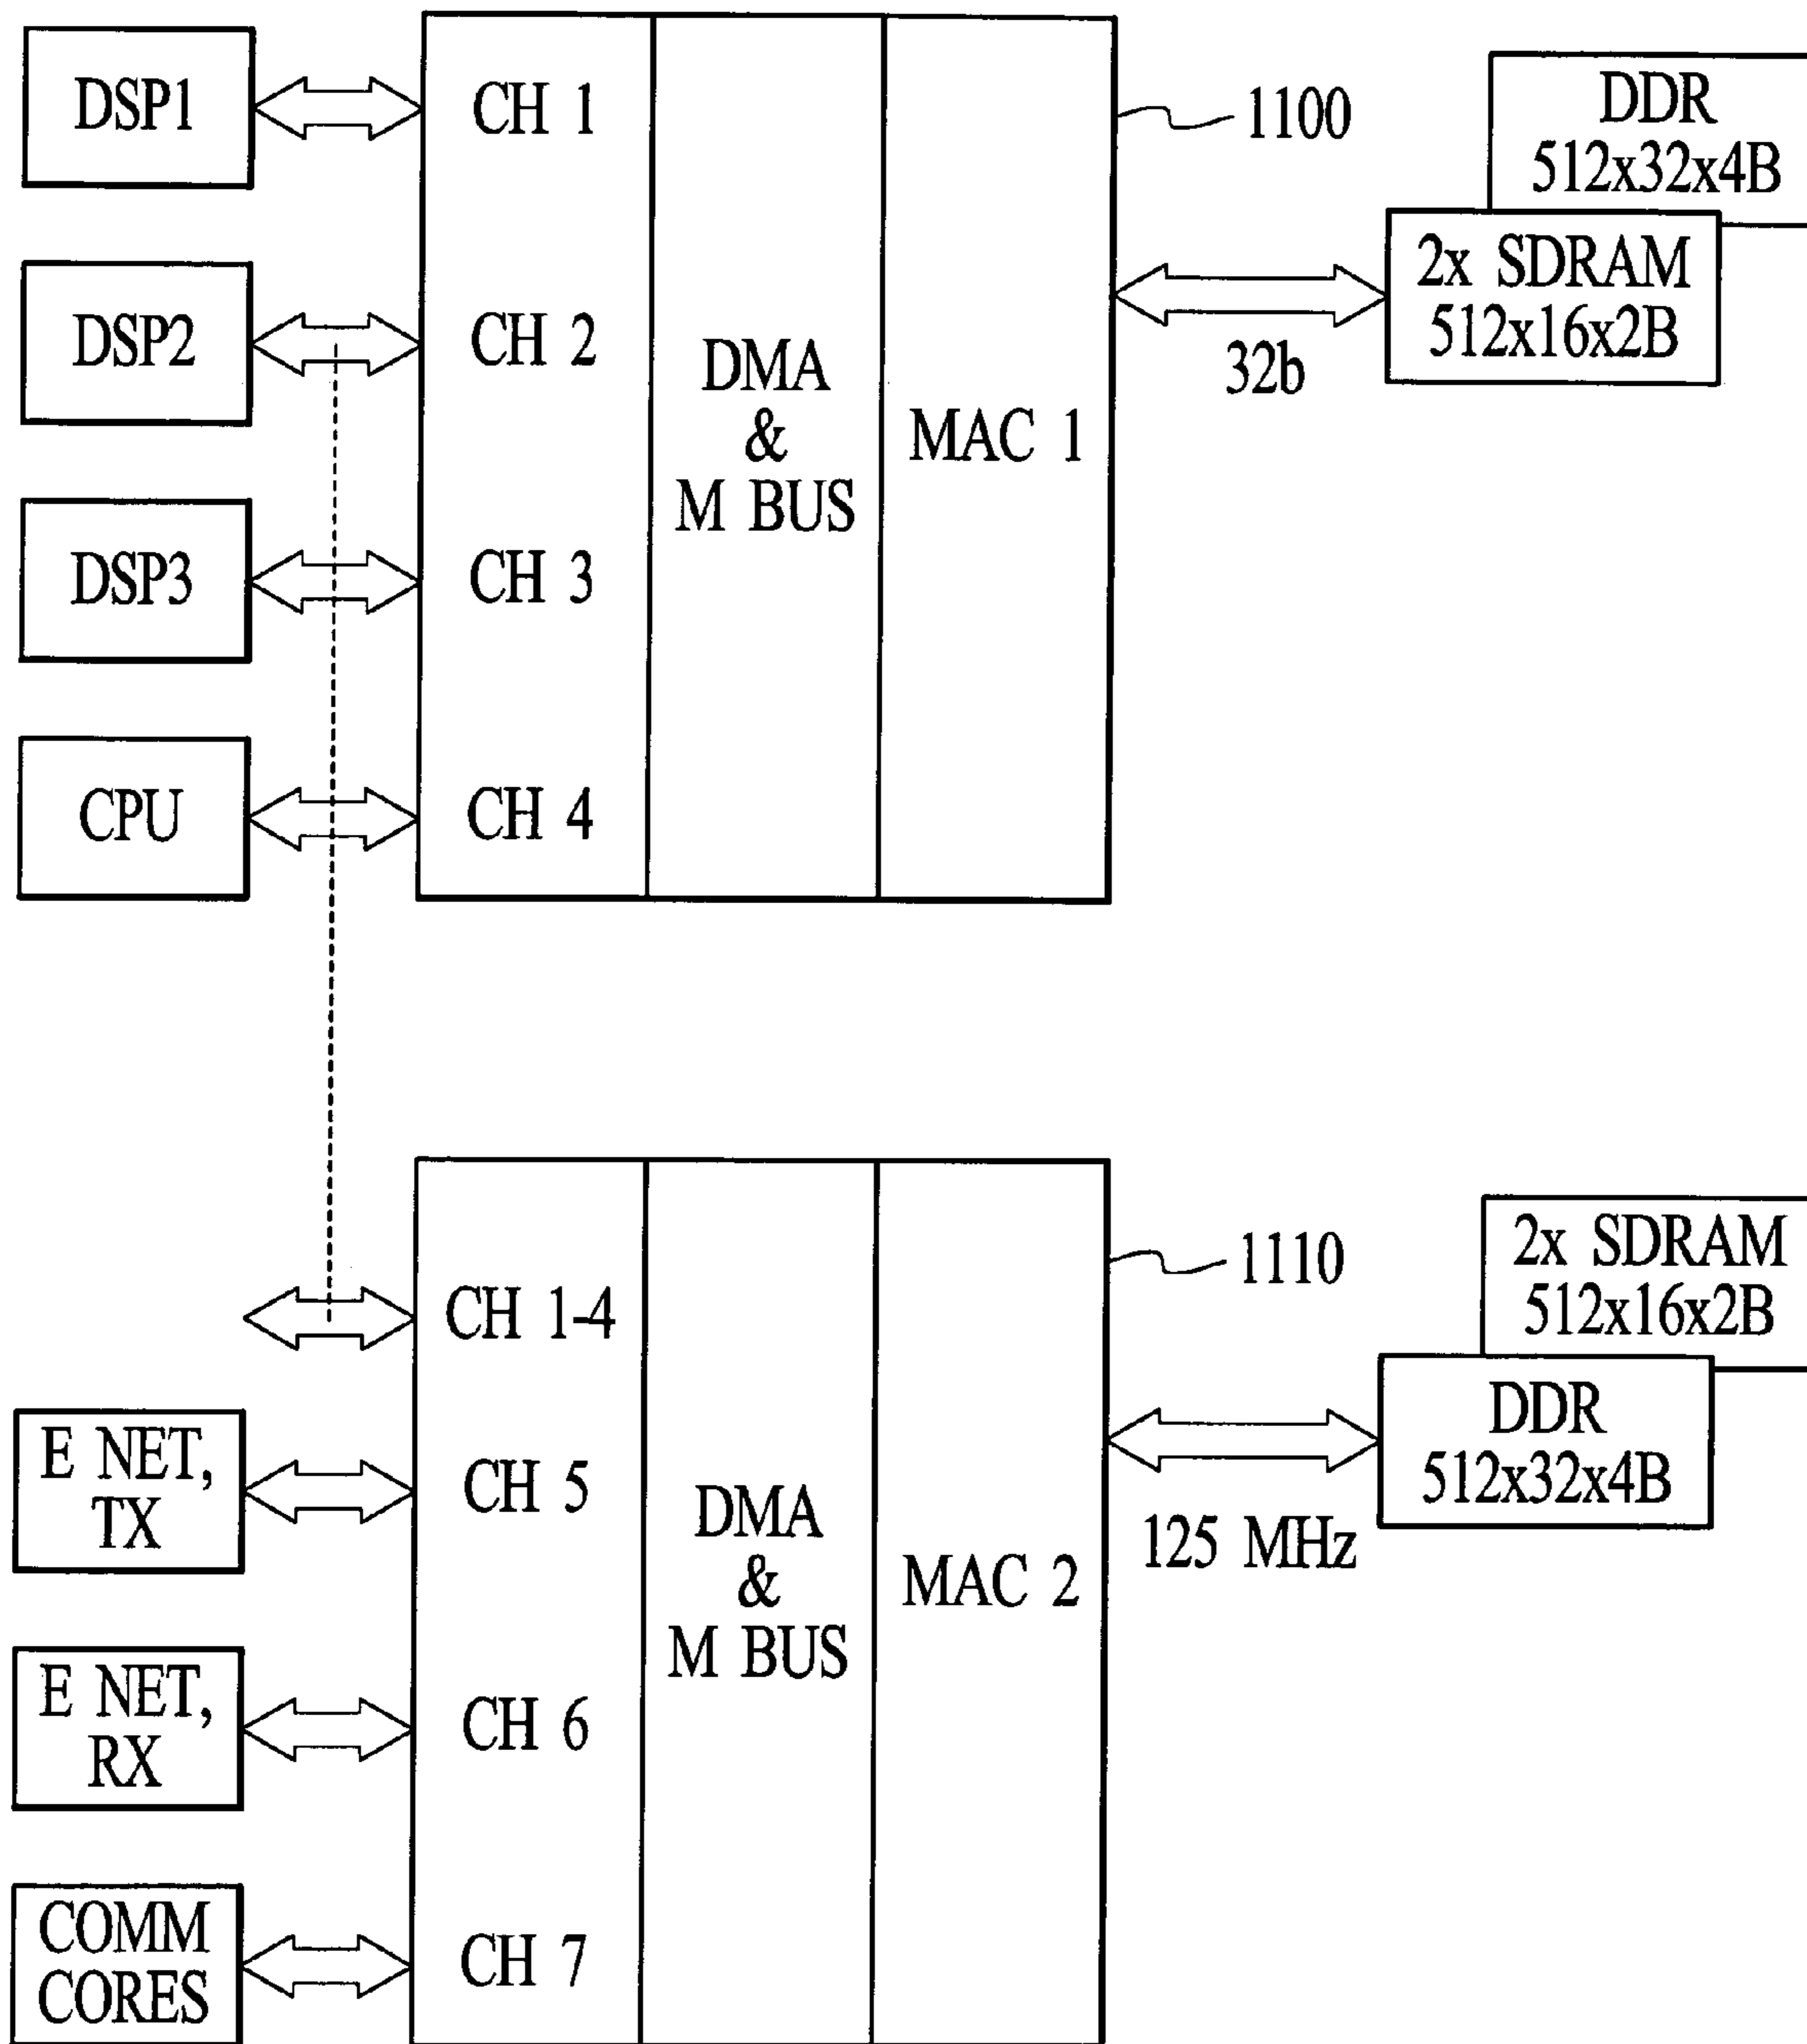 DSP1
CH 1
1100
DDR
512x32x4B
2x SDRAM
512x16x2B
32b
DSP2
CH 2
DMA
&
M BUS
MAC 1
DSP3
CH 3
CPU
CH 4
CH 1-4
1110
2x SDRAM
512x16x2B
DDR
512x32x4B
125 MHz
E NET,
TX
CH 5
DMA
&
M BUS
MAC 2
E NET,
RX
CH 6
COMM
CORES
CH 7